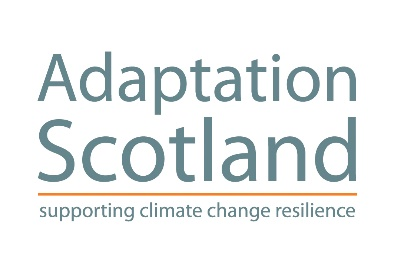 Adaptation
Scotland
supporting climate change resilience